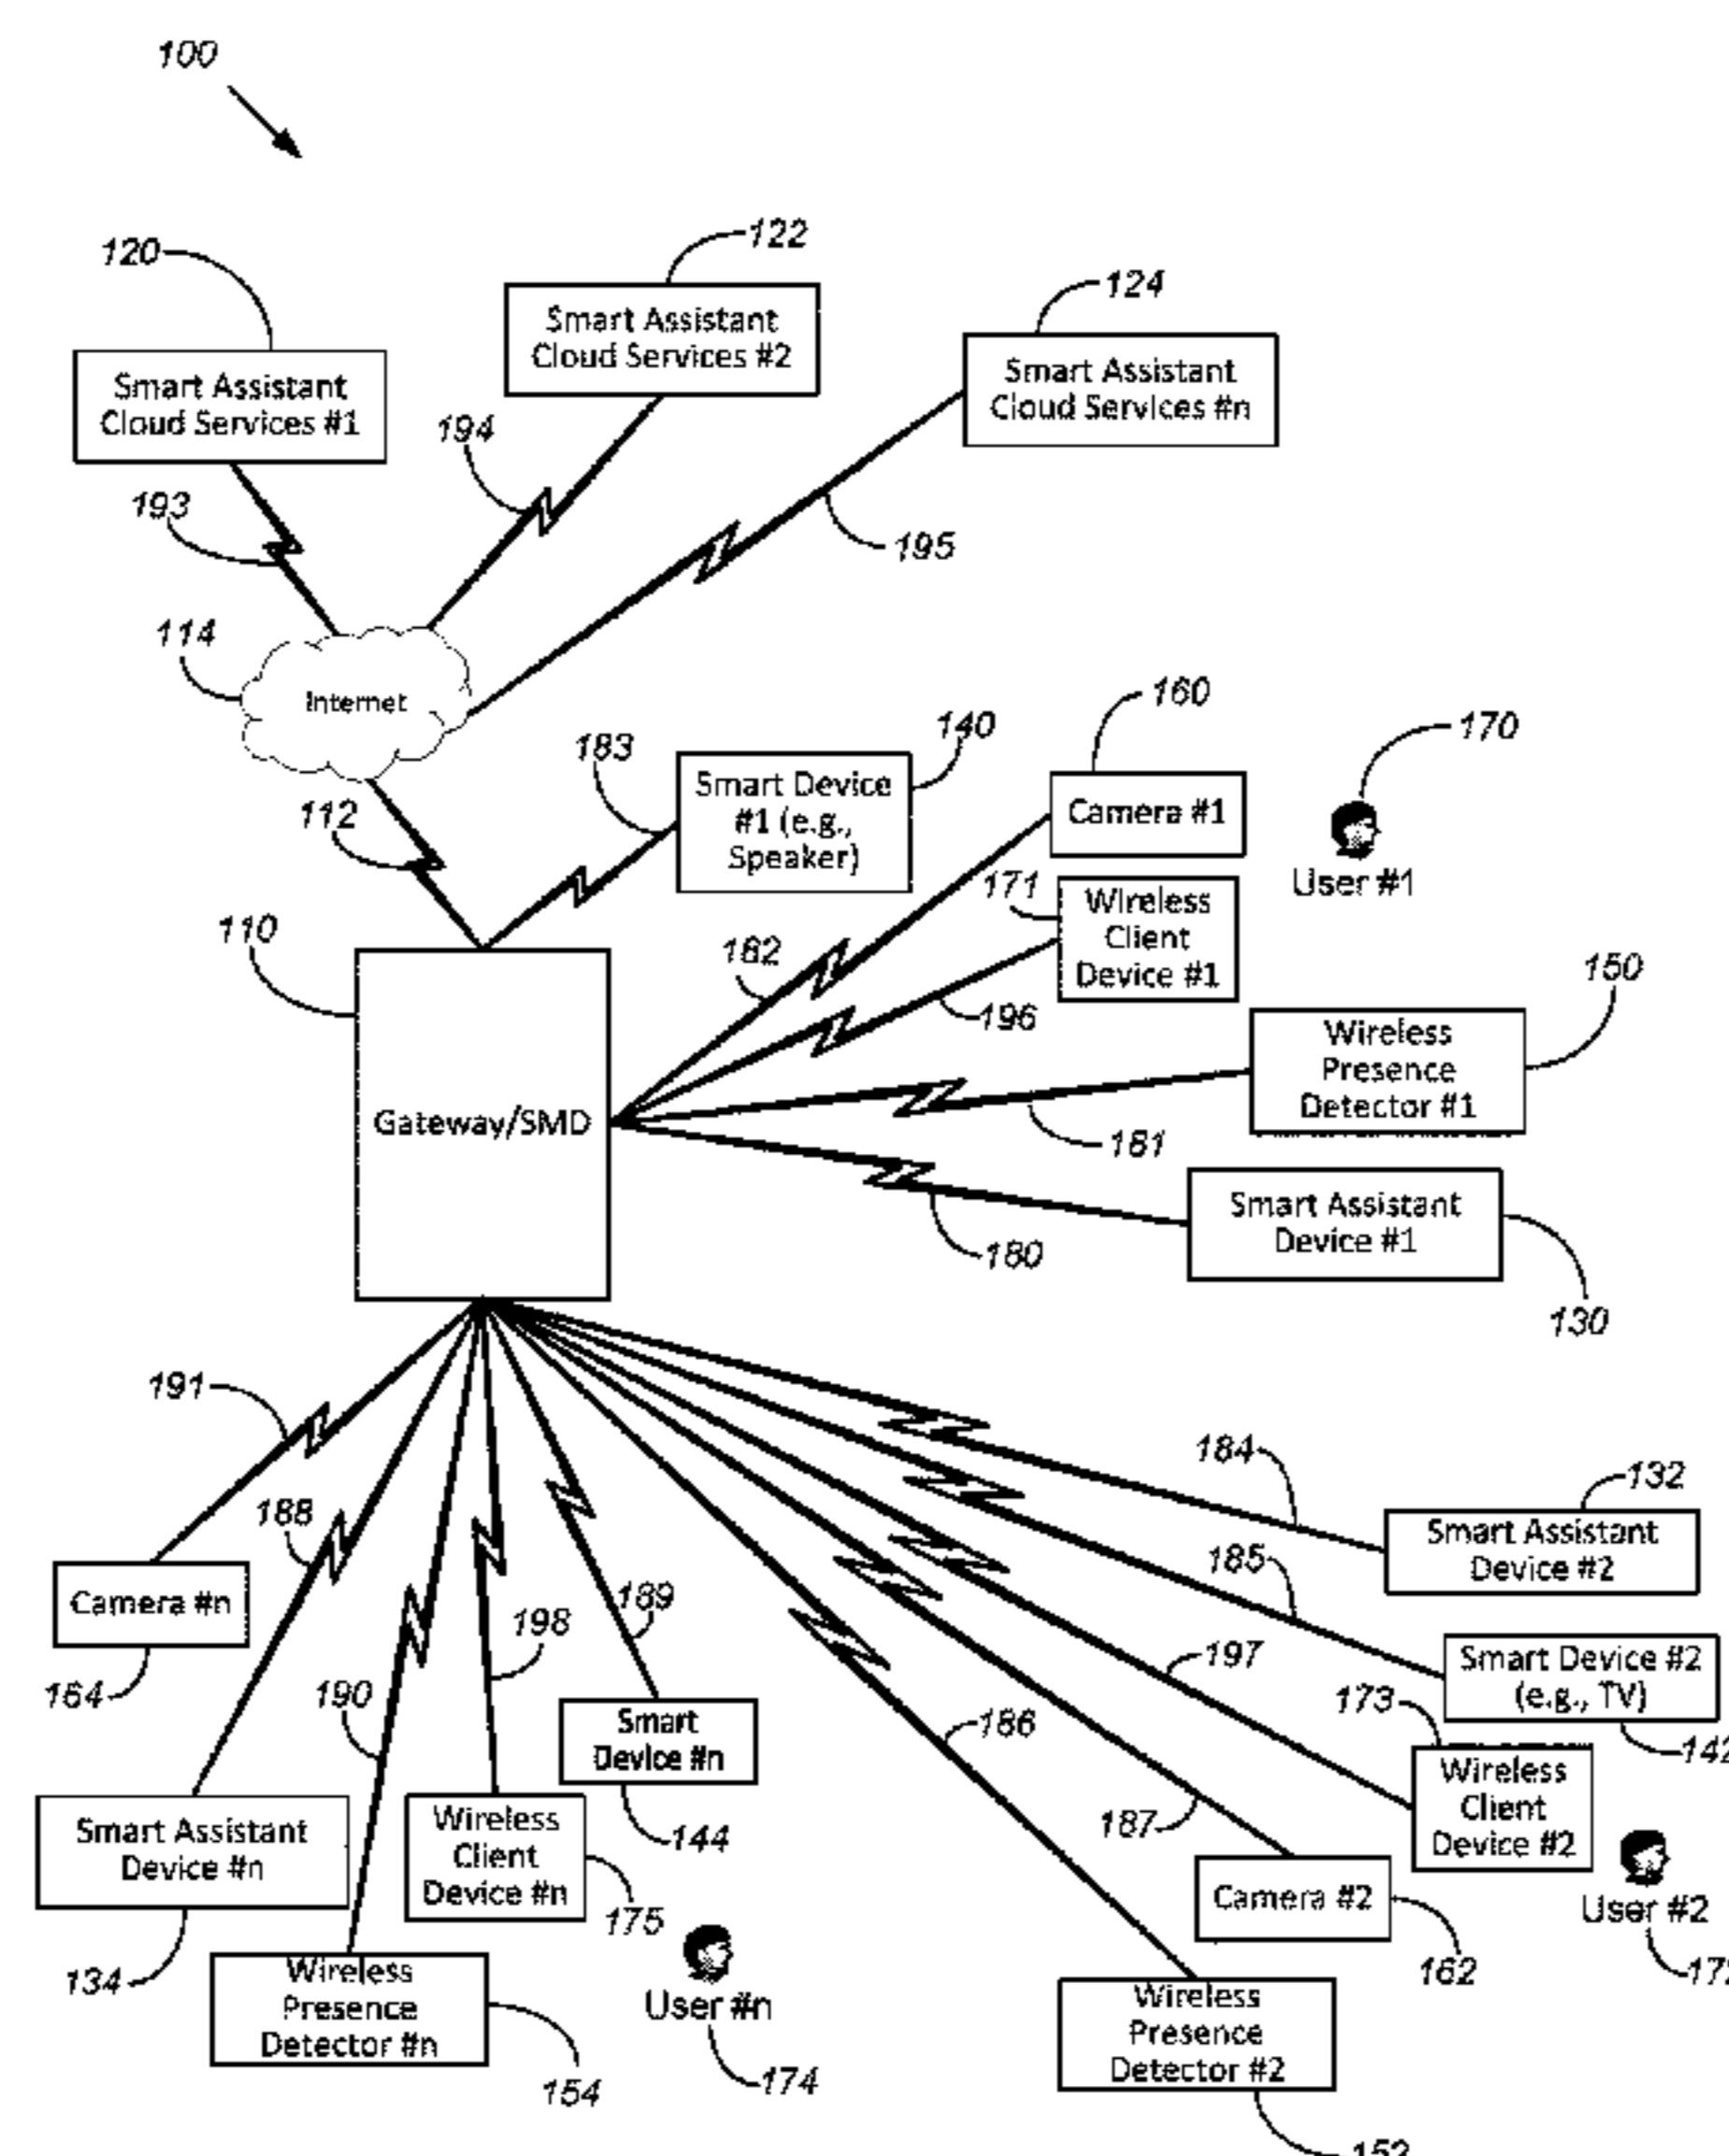 100
120
122
124
Smart Assistant
Cloud Services #1
Smart Assistant
Cloud Services #2
Smart Assistant
Cloud Services #n
193
194
195
114
Internet
112
183
140
Smart Device
#1 (e.g.,
Speaker)
160
Camera #1
170
User #1
171
Wireless
Client
Device #1
110
Gateway/SMD
182
196
150
Wireless
Presence
Detector #1
181
180
Smart Assistant
Device #1
130
191
188
Camera #n
164
190
198
189
184
132
Smart Assistant
Device #2
185
197
Smart Device #2
(e.g., TV)
142
173
Wireless
Client
Device #2
186
187
Smart
Device #n
144
Smart Assistant
Device #n
134
Wireless
Client
Device #n
175
Camera #2
162
User #2
172
Wireless
Presence
Detector #n
154
User #n
174
Wireless
Presence
Detector #2
152